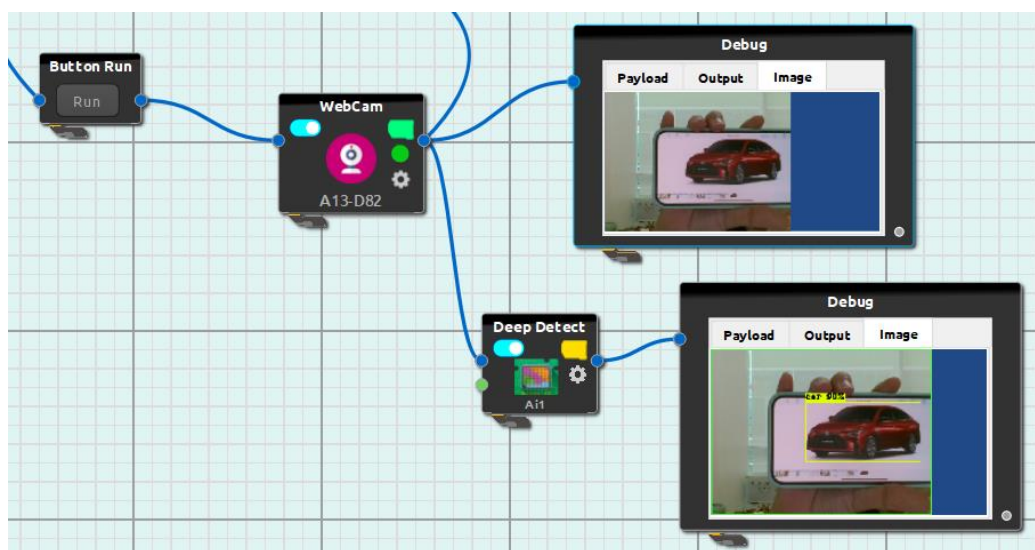 Button Run
Run
WebCam
A13-D82
Debug
Payload Output Image
Deep Detect
Ai1
Debug
Payload Output Image
car 90%